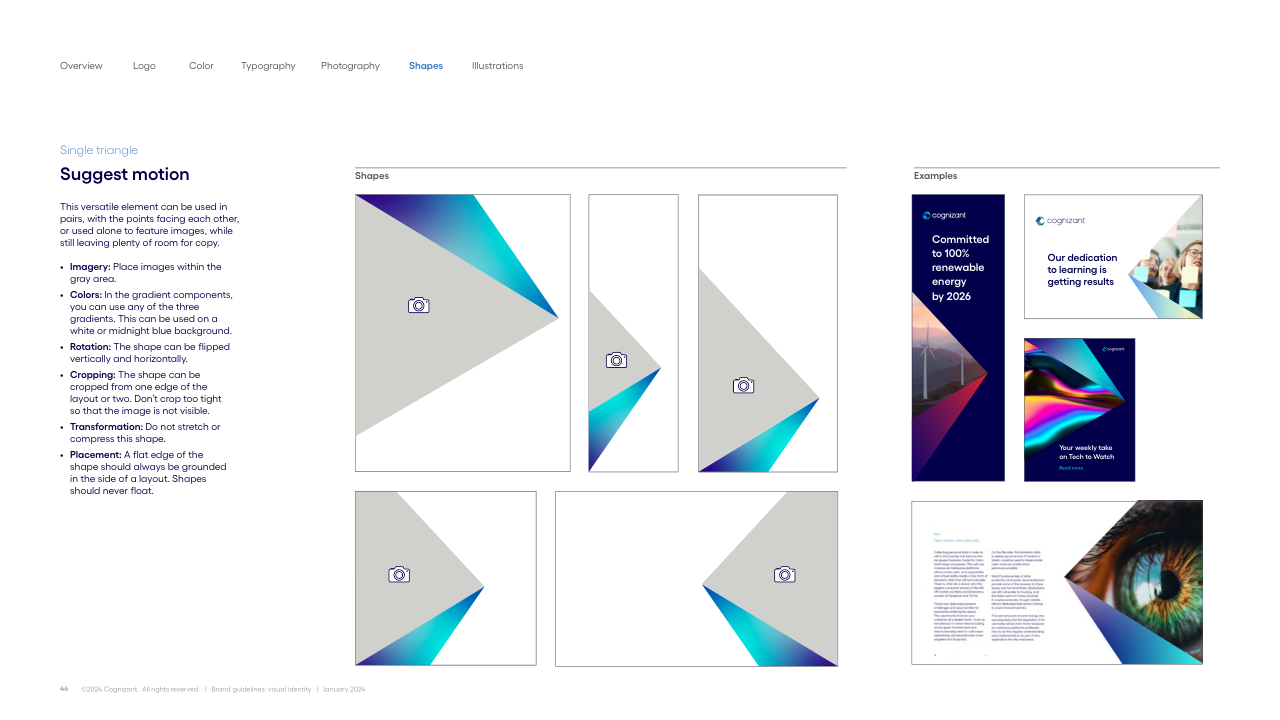 Overview Logo Color Typography Photography Shapes Illustrations
Single triangle
Suggest motion
This versatile element can be used in
pairs, with the points facing each other,
or used alone to feature images, while
still leaving plenty of room for copy.
• Imagery: Place images within the
gray area.
• Colors: In the gradient components,
you can use any of the three
gradients. This can be used on a
white or midnight blue background.
• Rotation: The shape can be flipped
vertically and horizontally.
• Cropping: The shape can be
cropped from one edge of the
layout or two. Don't crop too tight
so that the image is not visible.
• Transformation: Do not stretch or
compress this shape.
• Placement: A flat edge of the
shape should always be grounded
in the side of a layout. Shapes
should never float.
Shapes
Examples
cognizant
Committed
to 100%
renewable
energy
by 2026
cognizant
Our dedication
to learning is
getting results
cognizant
Your weekly take
on Tech to Watch
Read more
46 ©2024 Cognizant. All rights reserved. | Brand guidelines: visual identity | January 2024